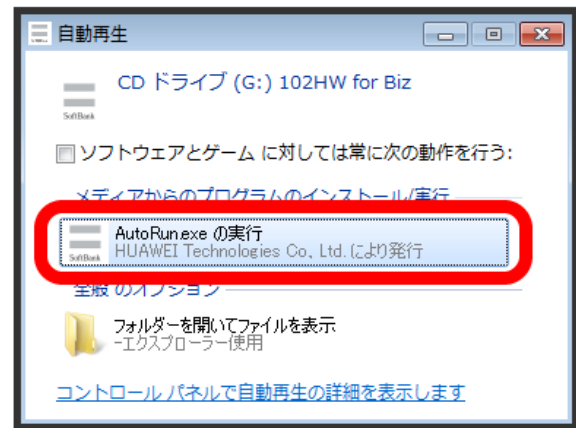 自動再生
CD ドライブ (G:) 102HW for Biz
SoftBank
ソフトウェアとゲーム に対しては常に次の動作を行う:
メディアからのプログラムのインストール/実行
AutoRun.exe の実行
SoftBank
HUAWEI Technologies Co., Ltd. により発行
全般 のオプション
フォルダーを開いてファイルを表示
-エクスプローラー使用
コントロール パネルで自動再生の詳細を表示します